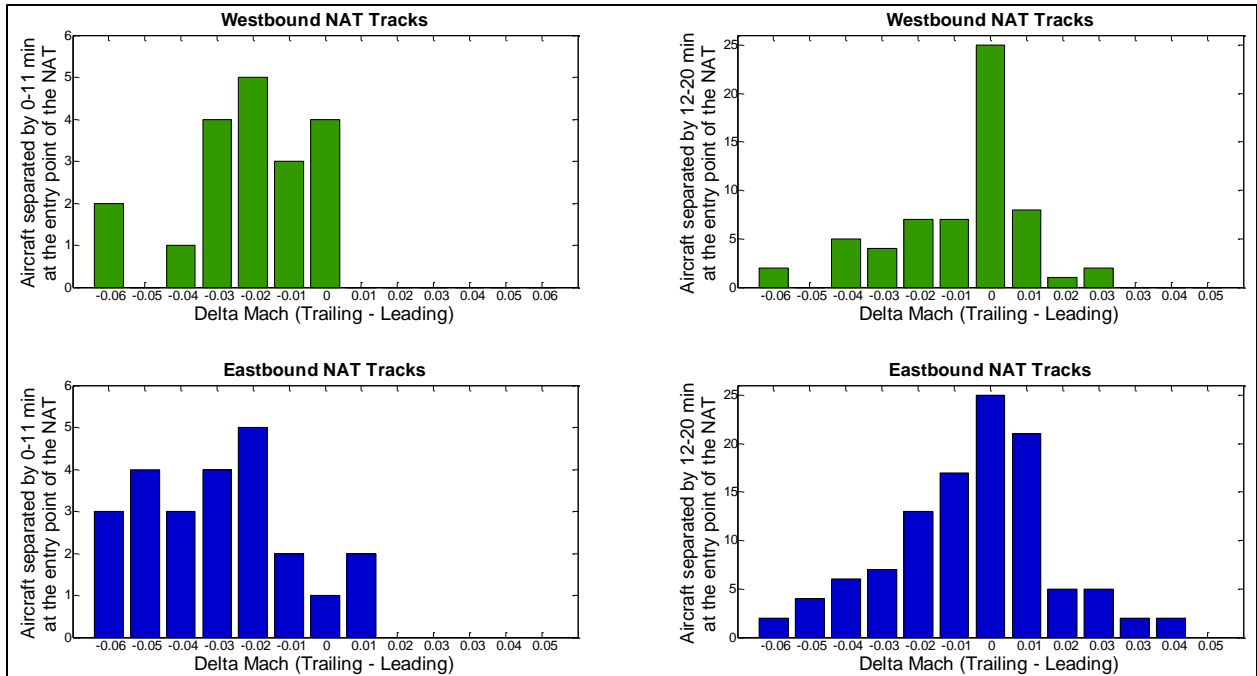 Westbound NAT Tracks
Aircraft separated by 0-11 min
at the entry point of the NAT
6
5
4
3
2
1
0
-0.06 -0.05 -0.04 -0.03 -0.02 -0.01 0 0.01 0.02 0.03 0.04 0.05 0.06
Delta Mach (Trailing - Leading)
Westbound NAT Tracks
Aircraft separated by 12-20 min
at the entry point of the NAT
25
20
15
10
5
0
-0.06 -0.05 -0.04 -0.03 -0.02 -0.01 0 0.01 0.02 0.03 0.03 0.04 0.05
Delta Mach (Trailing - Leading)
Eastbound NAT Tracks
Aircraft separated by 0-11 min
at the entry point of the NAT
6
5
4
3
2
1
0
-0.06 -0.05 -0.04 -0.03 -0.02 -0.01 0 0.01 0.02 0.03 0.03 0.04 0.05
Delta Mach (Trailing - Leading)
Eastbound NAT Tracks
Aircraft separated by 12-20 min
at the entry point of the NAT
25
20
15
10
5
0
-0.06 -0.05 -0.04 -0.03 -0.02 -0.01 0 0.01 0.02 0.03 0.03 0.04 0.05
Delta Mach (Trailing - Leading)